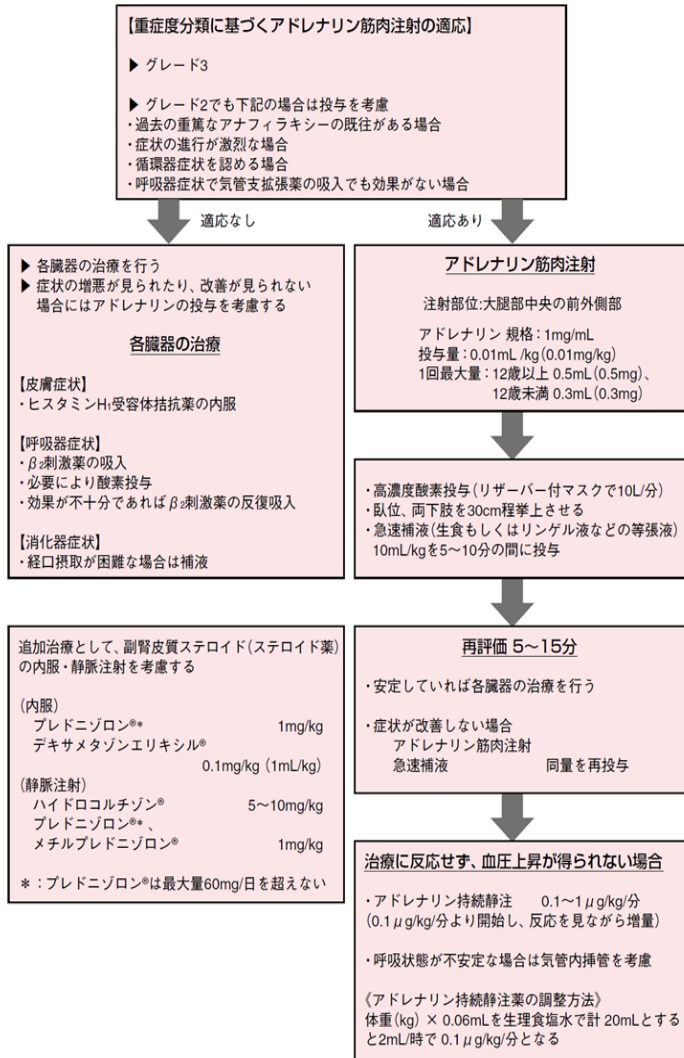 【重症度分類に基づくアドレナリン筋肉注射の適応】
▶ グレード3
▶ グレード2でも下記の場合は投与を考慮
・過去の重篤なアナフィラキシーの既往がある場合
・症状の進行が激烈な場合
・循環器症状を認める場合
・呼吸器症状で気管支拡張薬の吸入でも効果がない場合
適応なし
適応あり
▶ 各臓器の治療を行う
▶ 症状の増悪が見られたり、改善が見られない
場合にはアドレナリンの投与を考慮する
各臓器の治療
【皮膚症状】
・ヒスタミンH₁受容体拮抗薬の内服
【呼吸器症状】
・β₂刺激薬の吸入
・必要により酸素投与
・効果が不十分であればβ₂刺激薬の反復吸入
【消化器症状】
・経口摂取が困難な場合は補液
アドレナリン筋肉注射
注射部位:大腿部中央の前外側部
アドレナリン 規格：1mg/mL
投与量：0.01mL /kg(0.01mg/kg)
1回最大量：12歳以上 0.5mL(0.5mg)、
12歳未満 0.3mL(0.3mg)
・高濃度酸素投与(リザーバー付マスクで10L/分)
・臥位、両下肢を30cm程挙上させる
・急速補液(生食もしくはリンゲル液などの等張液)
10mL/kgを5〜10分の間に投与
追加治療として、副腎皮質ステロイド(ステロイド薬)
の内服・静脈注射を考慮する
(内服)
プレドニゾロン®* 1mg/kg
デキサメタゾンエリキシル®
0.1mg/kg (1mL/kg)
(静脈注射)
ハイドロコルチゾン® 5〜10mg/kg
プレドニゾロン®* 、
メチルプレドニゾロン® 1mg/kg
＊：プレドニゾロン®は最大量60mg/日を超えない
再評価 5〜15分
・安定していれば各臓器の治療を行う
・症状が改善しない場合
アドレナリン筋肉注射
急速補液 同量を再投与
治療に反応せず、血圧上昇が得られない場合
・アドレナリン持続静注 0.1〜1μg/kg/分
(0.1μg/kg/分より開始し、反応を見ながら増量)
・呼吸状態が不安定な場合は気管内挿管を考慮
《アドレナリン持続静注薬の調整方法》
体重(kg) × 0.06mLを生理食塩水で計 20mLとする
と2mL/時で 0.1μg/kg/分となる